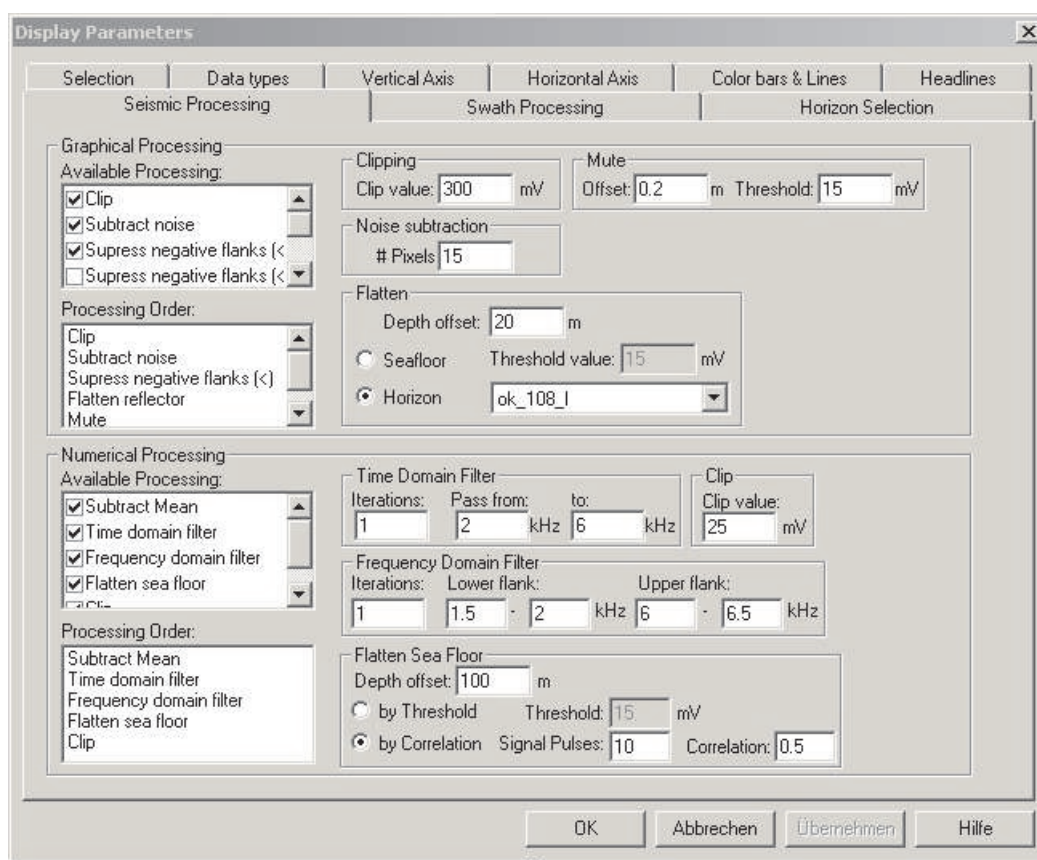 Display Parameters
Selection Data types Vertical Axis Horizontal Axis Color bars & Lines Headlines
Seismic Processing Swath Processing Horizon Selection
Graphical Processing
Available Processing:
Clip
Subtract noise
Supress negative flanks (<
Supress negative flanks (<
Processing Order:
Clip
Subtract noise
Supress negative flanks (<)
Flatten reflector
Mute
Clipping
Clip value: 300 mV
Mute
Offset: 0.2 m Threshold: 15 mV
Noise subtraction
# Pixels 15
Flatten
Depth offset: 20 m
Seafloor Threshold value: 15 mV
Horizon ok_108_l
Numerical Processing
Available Processing:
Subtract Mean
Time domain filter
Frequency domain filter
Flatten sea floor
Clip
Processing Order:
Subtract Mean
Time domain filter
Frequency domain filter
Flatten sea floor
Clip
Time Domain Filter
Iterations: Pass from: to:
1 2 kHz 6 kHz
Clip
Clip value:
25 mV
Frequency Domain Filter
Iterations: Lower flank: Upper flank:
1 1.5 - 2 kHz 6 - 6.5 kHz
Flatten Sea Floor
Depth offset: 100 m
by Threshold Threshold: 15 mV
by Correlation Signal Pulses: 10 Correlation: 0.5
OK Abbrechen Übernehmen Hilfe